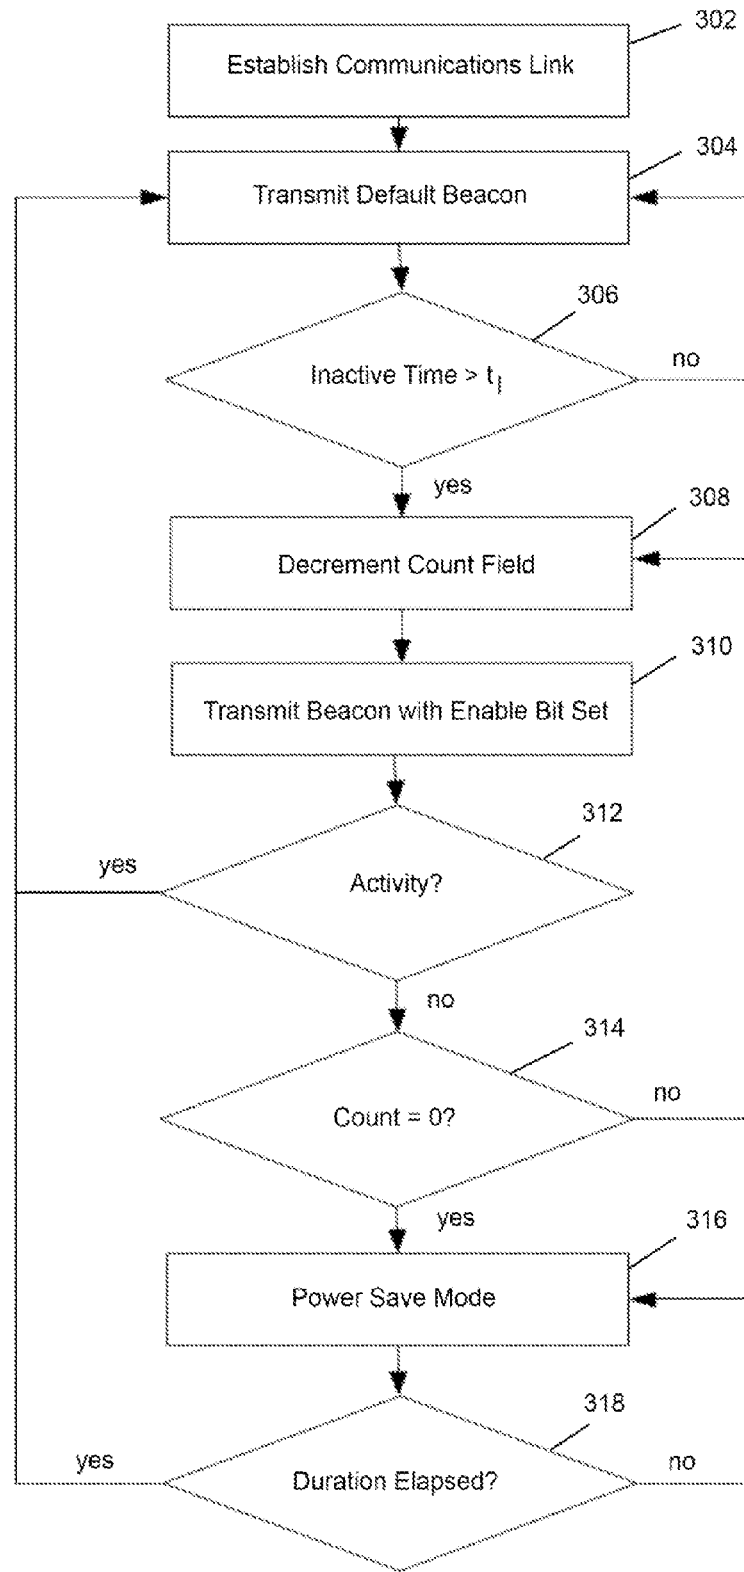 302
Establish Communications Link
304
Transmit Default Beacon
306
Inactive Time > t
no
yes
308
Decrement Count Field
310
Transmit Beacon with Enable Bit Set
312
yes
Activity?
no
314
no
Count = 0?
yes
316
Power Save Mode
318
yes
no
Duration Elapsed?